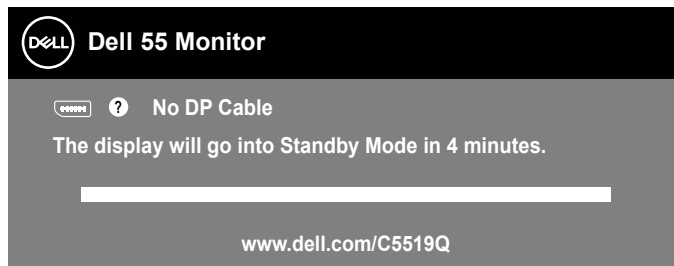 DELL Dell 55 Monitor
? No DP Cable
The display will go into Standby Mode in 4 minutes.
www.dell.com/C5519Q